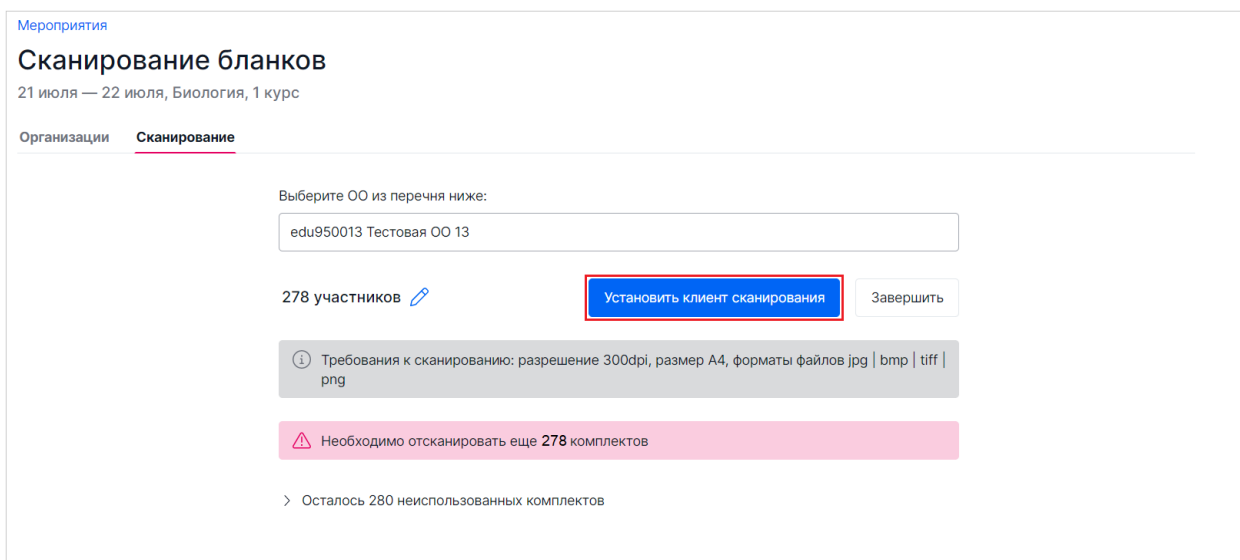 Мероприятия
Сканирование бланков
21 июля — 22 июля, Биология, 1 курс
Организации Сканирование
Выберите ОО из перечня ниже:
edu950013 Тестовая ОО 13
278 участников Установить клиент сканирования Завершить
Требования к сканированию: разрешение 300dpi, размер А4, форматы файлов jpg | bmp | tiff |
png
Необходимо отсканировать еще 278 комплектов
Осталось 280 неиспользованных комплектов